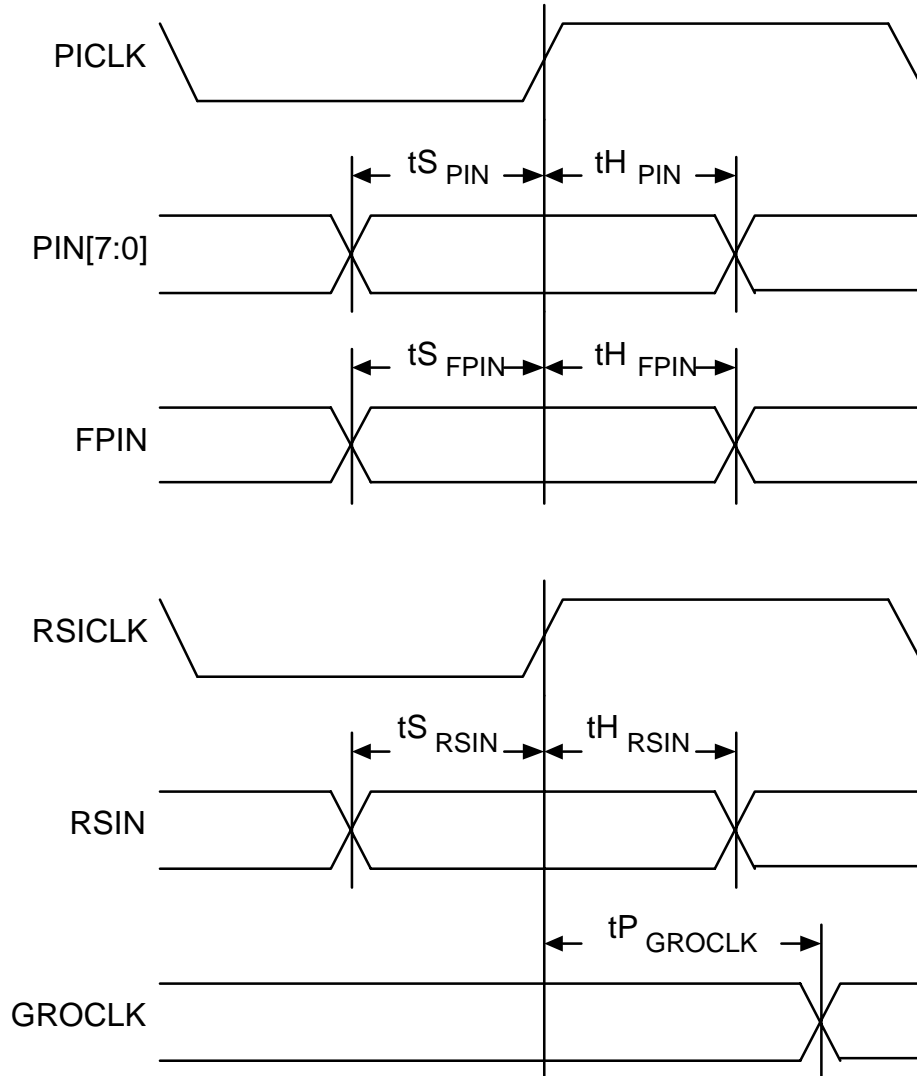 PICLK
tS PIN tH PIN
PIN[7:0]
tS FPIN tH FPIN
FPIN
RSICLK
tS RSIN tH RSIN
RSIN
tP GROCLK
GROCLK